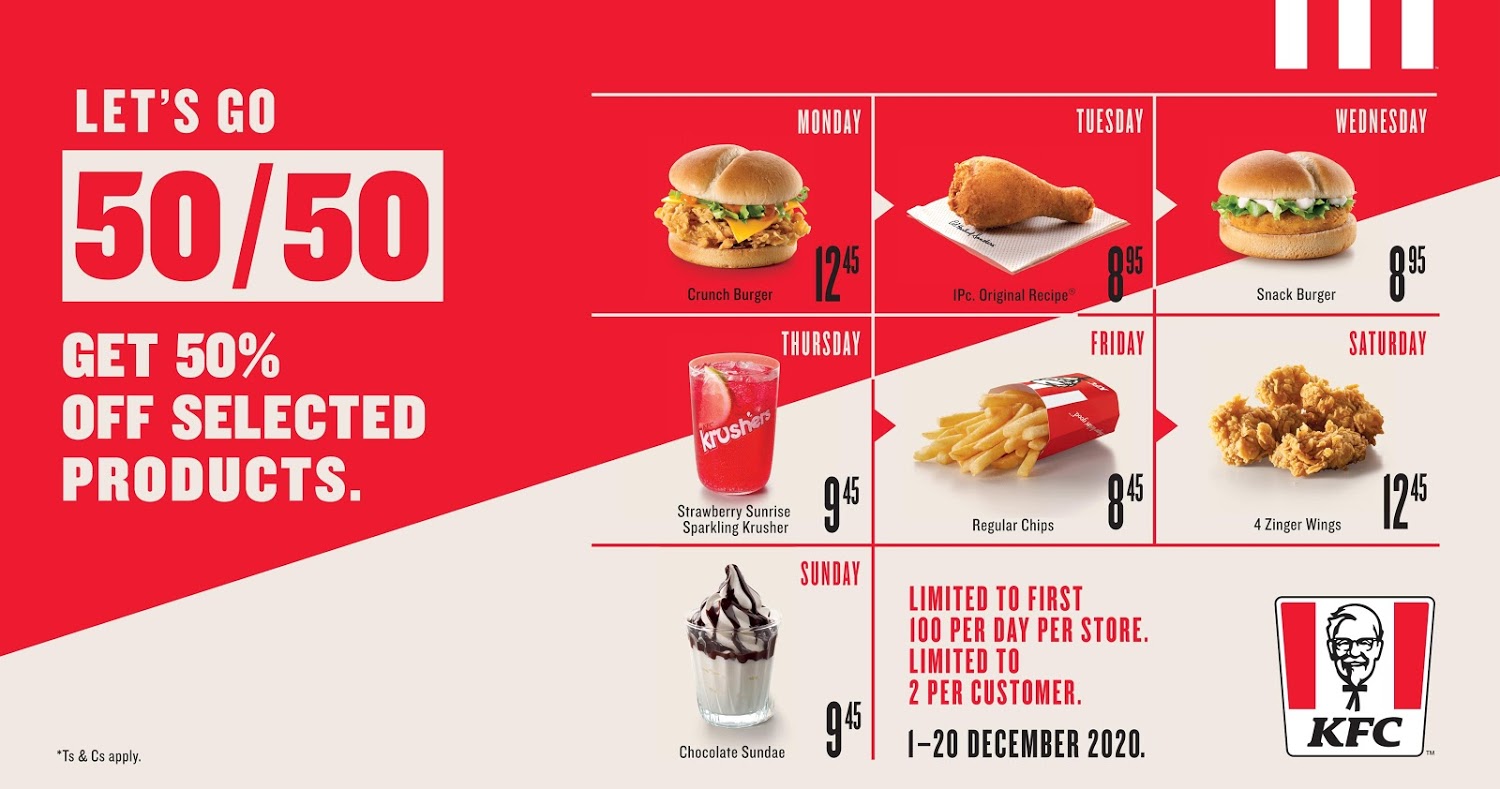 LET'S GO
50/50
GET 50%
OFF SELECTED
PRODUCTS.
*Ts & Cs apply.
MONDAY
Crunch Burger
12 45
TUESDAY
1Pc. Original Recipe®
8 95
WEDNESDAY
Snack Burger
8 95
THURSDAY
krushers
Strawberry Sunrise
Sparkling Krusher
9 45
FRIDAY
KFC
Regular Chips
8 45
SATURDAY
4 Zinger Wings
12 45
SUNDAY
Chocolate Sundae
9 45
LIMITED TO FIRST
100 PER DAY PER STORE.
LIMITED TO
2 PER CUSTOMER.
1–20 DECEMBER 2020.
KFC
TM